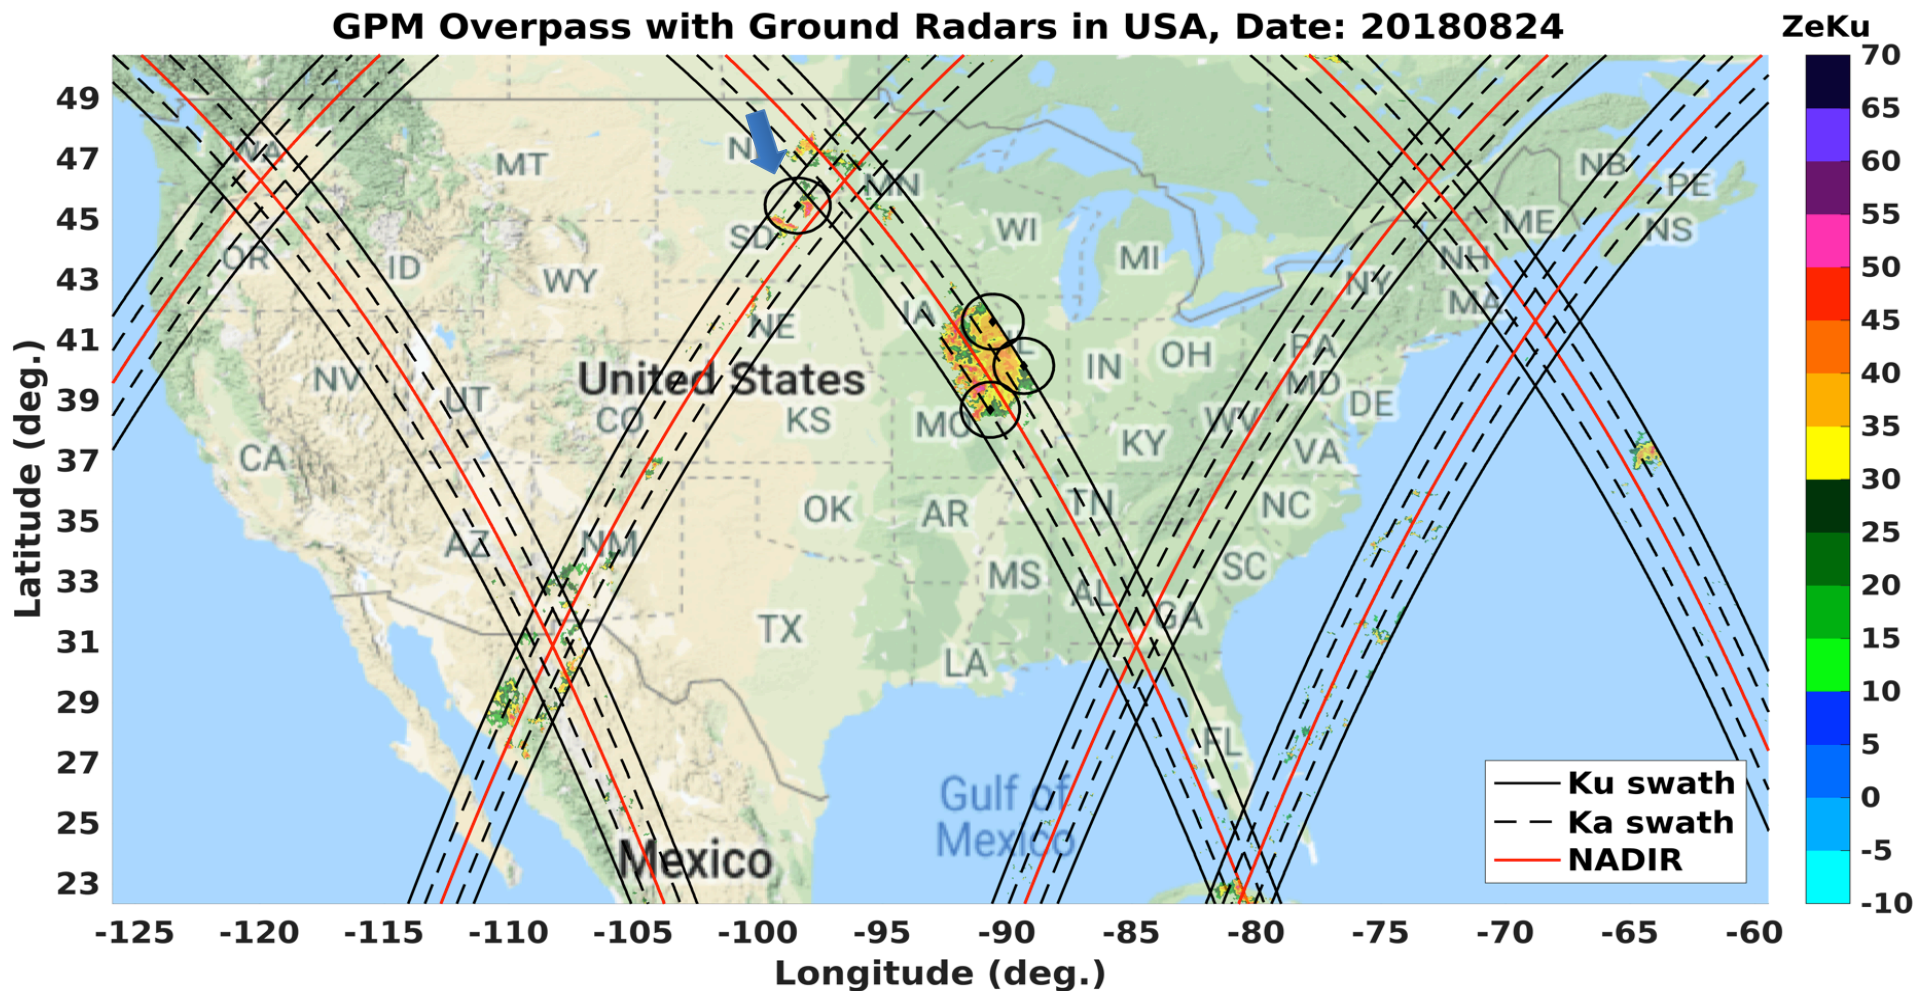 GPM Overpass with Ground Radars in USA, Date: 20180824
ZeKu
70
65
60
55
50
45
40
35
30
25
20
15
10
5
0
-5
-10
Latitude (deg.)
49
47
45
43
41
39
37
35
33
31
29
27
25
23
WA
MT
MN
NB
PE
OR
ID
SD
WI
ME
NS
WY
MI
NH
NY
MA
NE
IA
NV
UT
United States
IN
OH
PA
MD
DE
CO
KS
MO
WV
KY
VA
CA
OK
AR
TN
NC
AZ
NM
MS
AL
SC
GA
TX
LA
FL
Gulf of
Mexico
Mexico
Ku swath
Ka swath
NADIR
-125
-120
-115
-110
-105
-100
-95
-90
-85
-80
-75
-70
-65
-60
Longitude (deg.)